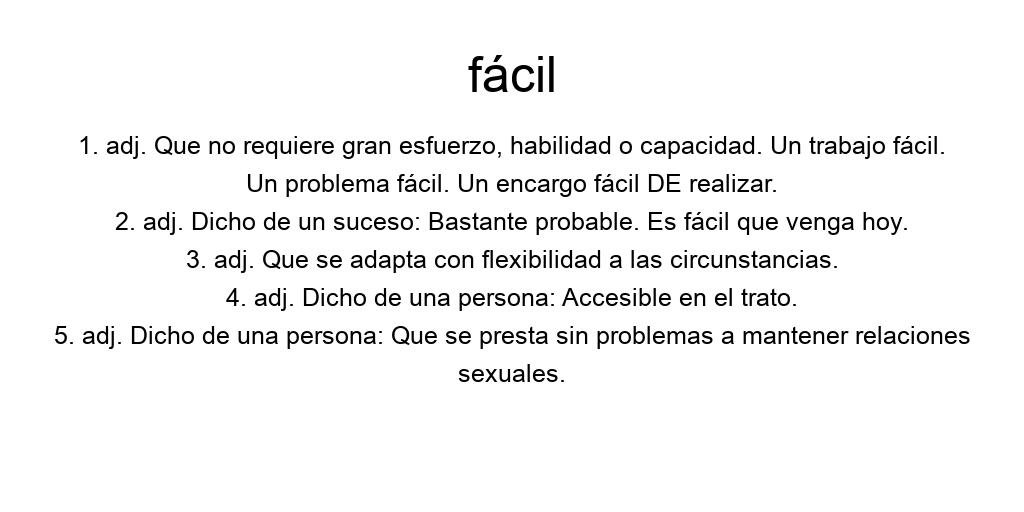 fácil
1. adj. Que no requiere gran esfuerzo, habilidad o capacidad. Un trabajo fácil.
Un problema fácil. Un encargo fácil DE realizar.
2. adj. Dicho de un suceso: Bastante probable. Es fácil que venga hoy.
3. adj. Que se adapta con flexibilidad a las circunstancias.
4. adj. Dicho de una persona: Accesible en el trato.
5. adj. Dicho de una persona: Que se presta sin problemas a mantener relaciones
sexuales.